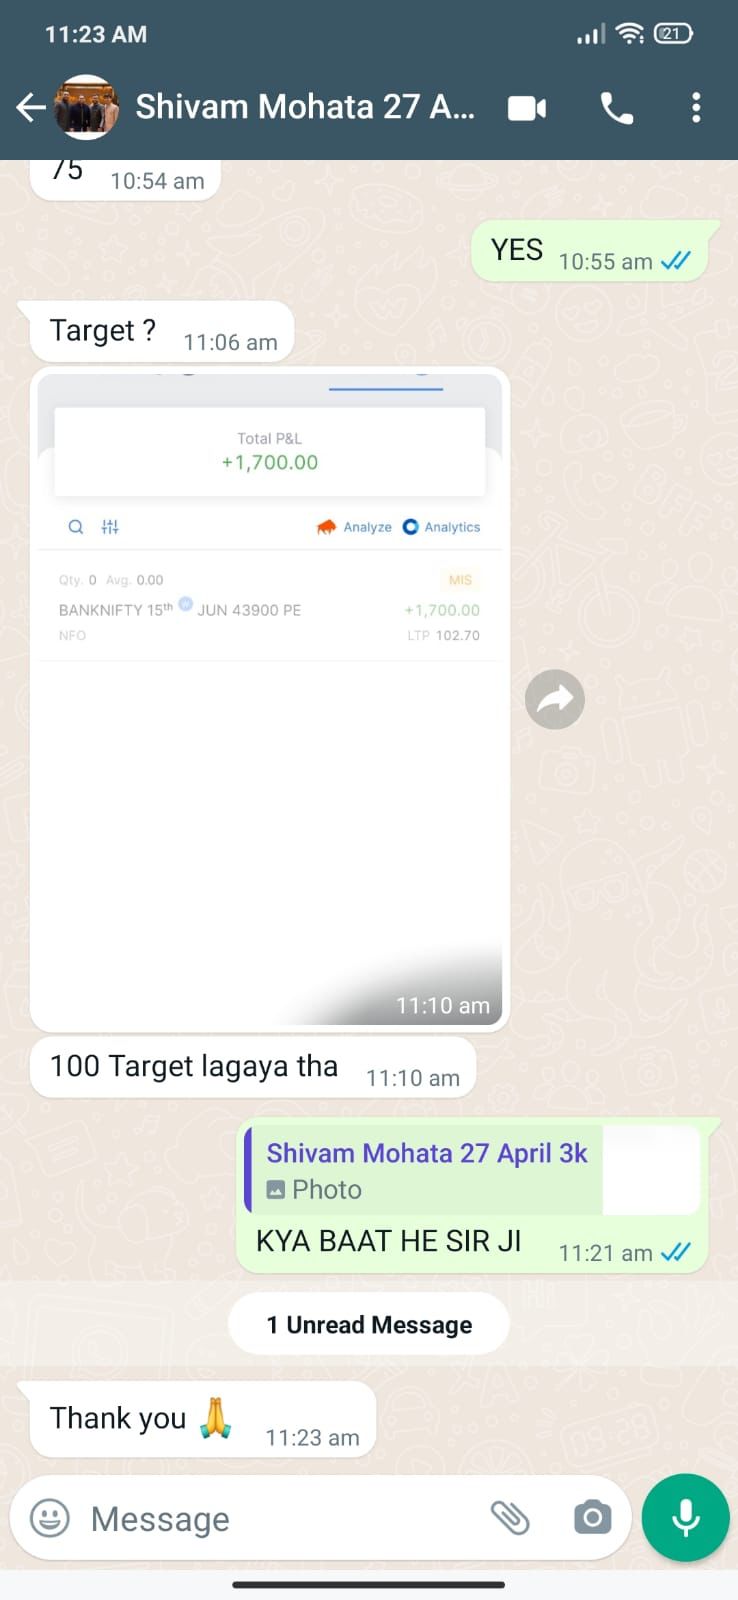 11:23 AM
21
Shivam Mohata 27 A...
75 10:54 am
YES 10:55 am
Target ? 11:06 am
Total P&L
+1,700.00
Analyze Analytics
Qty. 0 Avg. 0.00 MIS
BANKNIFTY 15th W JUN 43900 PE +1,700.00
NFO LTP 102.70
11:10 am
100 Target lagaya tha 11:10 am
Shivam Mohata 27 April 3k
Photo
KYA BAAT HE SIR JI 11:21 am
1 Unread Message
Thank you 🙏 11:23 am
Message